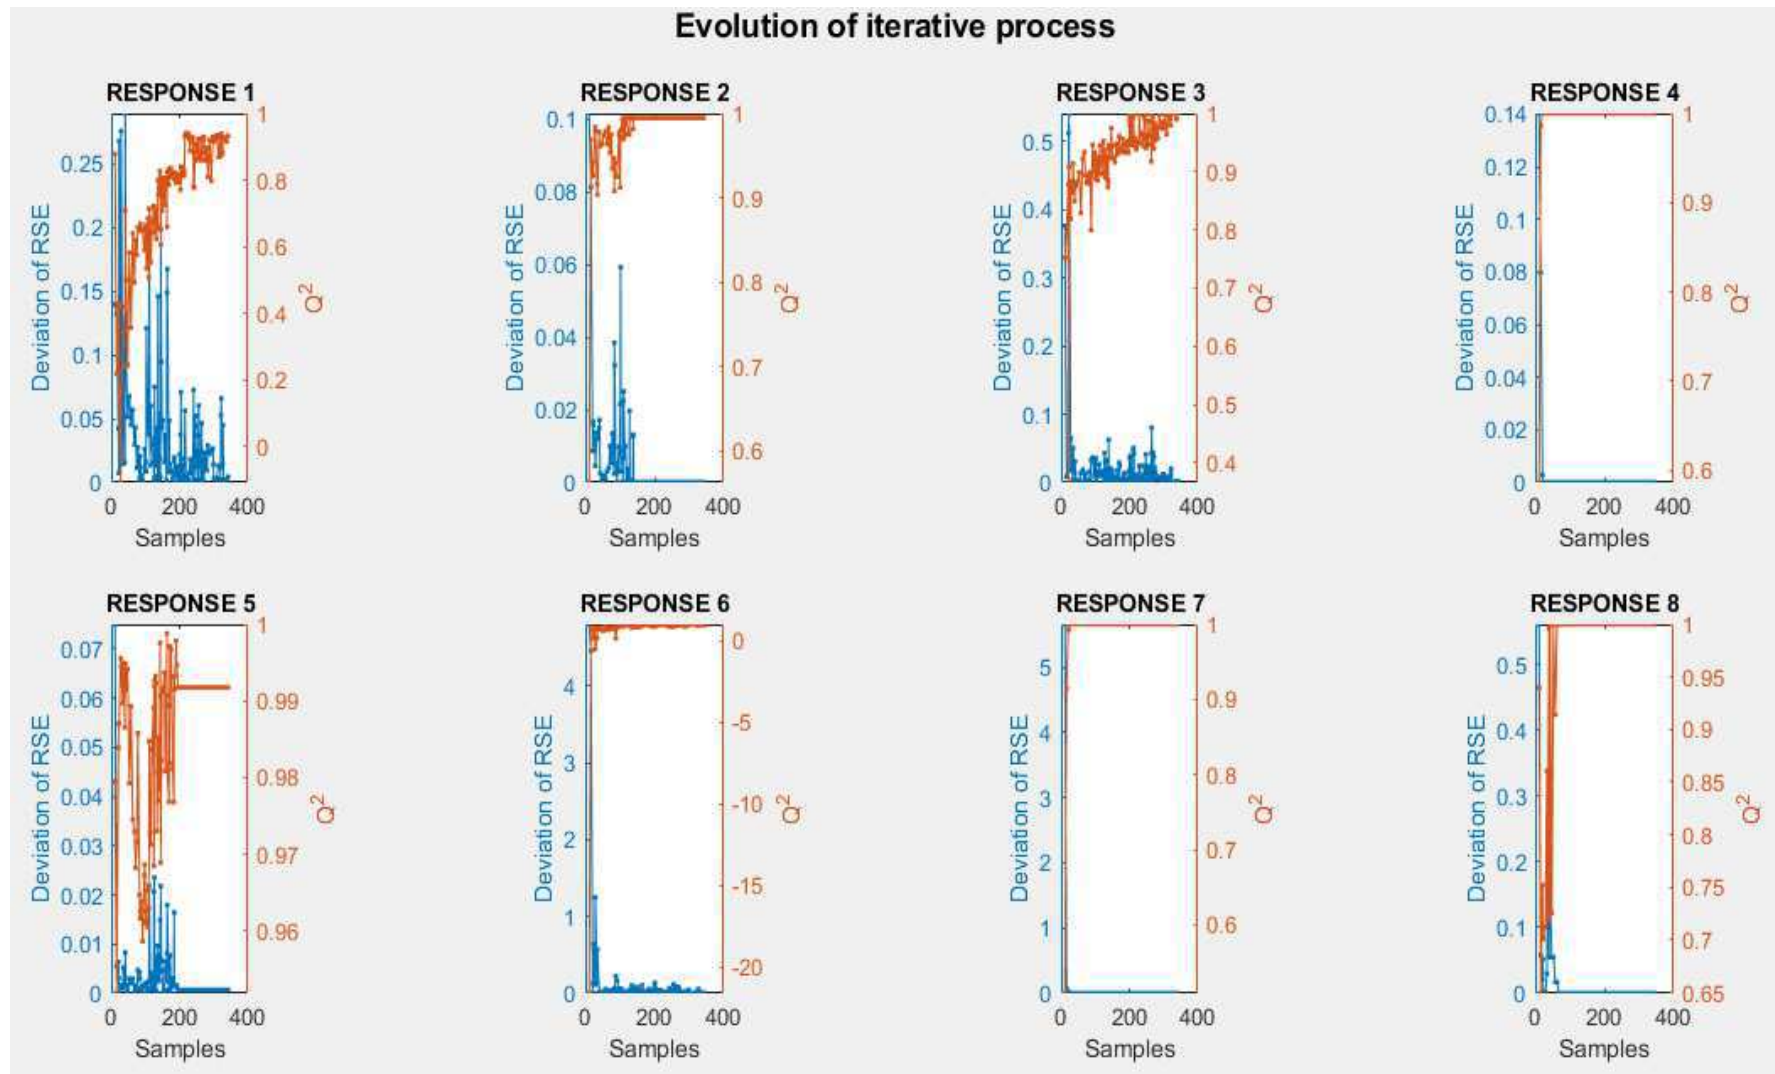 Evolution of iterative process
RESPONSE 1
0.25
0.2
0.15
0.1
0.05
0
1
0.8
0.6
0.4
0.2
0
0 200 400
Deviation of RSE
Q²
Samples
RESPONSE 2
0.1
0.08
0.06
0.04
0.02
0
1
0.9
0.8
0.7
0.6
0 200 400
Deviation of RSE
Q²
Samples
RESPONSE 3
0.5
0.4
0.3
0.2
0.1
0
1
0.9
0.8
0.7
0.6
0.5
0.4
0 200 400
Deviation of RSE
Q²
Samples
RESPONSE 4
0.14
0.12
0.1
0.08
0.06
0.04
0.02
0
1
0.9
0.8
0.7
0.6
0 200 400
Deviation of RSE
Q²
Samples
RESPONSE 5
0.07
0.06
0.05
0.04
0.03
0.02
0.01
0
1
0.99
0.98
0.97
0.96
0 200 400
Deviation of RSE
Q²
Samples
RESPONSE 6
4
3
2
1
0
0
-5
-10
-15
-20
0 200 400
Deviation of RSE
Q²
Samples
RESPONSE 7
5
4
3
2
1
0
1
0.9
0.8
0.7
0.6
0 200 400
Deviation of RSE
Q²
Samples
RESPONSE 8
0.5
0.4
0.3
0.2
0.1
0
1
0.95
0.9
0.85
0.8
0.75
0.7
0.65
0 200 400
Deviation of RSE
Q²
Samples